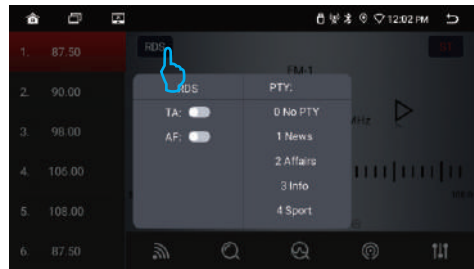 12:02 PM
1. 87.50
RDS
ST
FM-1
2. 90.00
RDS
PTY:
TA:
0 No PTY
MHz
3. 98.00
AF:
1 News
2 Affairs
4. 106.00
3 Info
5. 108.00
4 Sport
6. 87.50